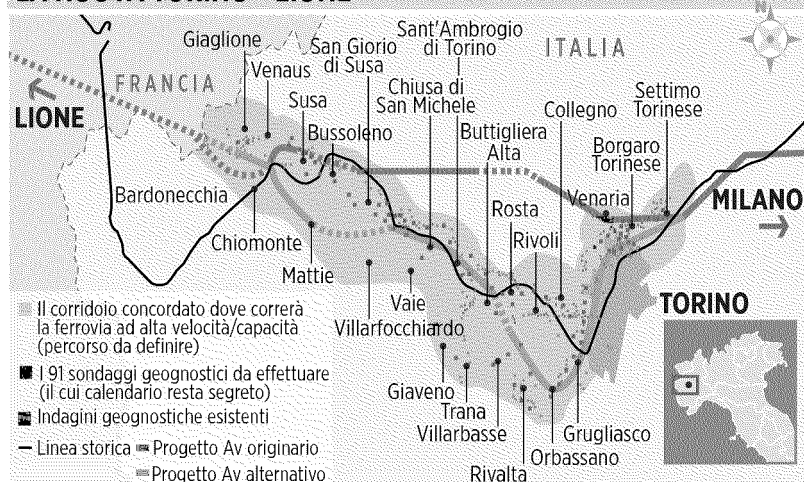 N
Sant'Ambrogio
di Torino
Giaglione
San Giorio
di Susa
ITALIA
Venaus
FRANCIA
Chiusa di
San Michele
Settimo
Torinese
LIONE
Susa
Collegno
Bussoleno
Buttigliera
Alta
Borgaro
Torinese
Bardonecchia
Venaria
MILANO
Rosta
Rivoli
Chiomonte
Mattie
Vaie
TORINO
Villarfocchiardo
Il corridoio concordato dove correrà
la ferrovia ad alta velocità/capacità
(percorso da definire)
I 91 sondaggi geognostici da effettuare
(il cui calendario resta segreto)
Indagini geognostiche esistenti
Linea storica
Progetto Av originario
Progetto Av alternativo
Giaveno
Trana
Villarbasse
Rivalta
Orbassano
Grugliasco